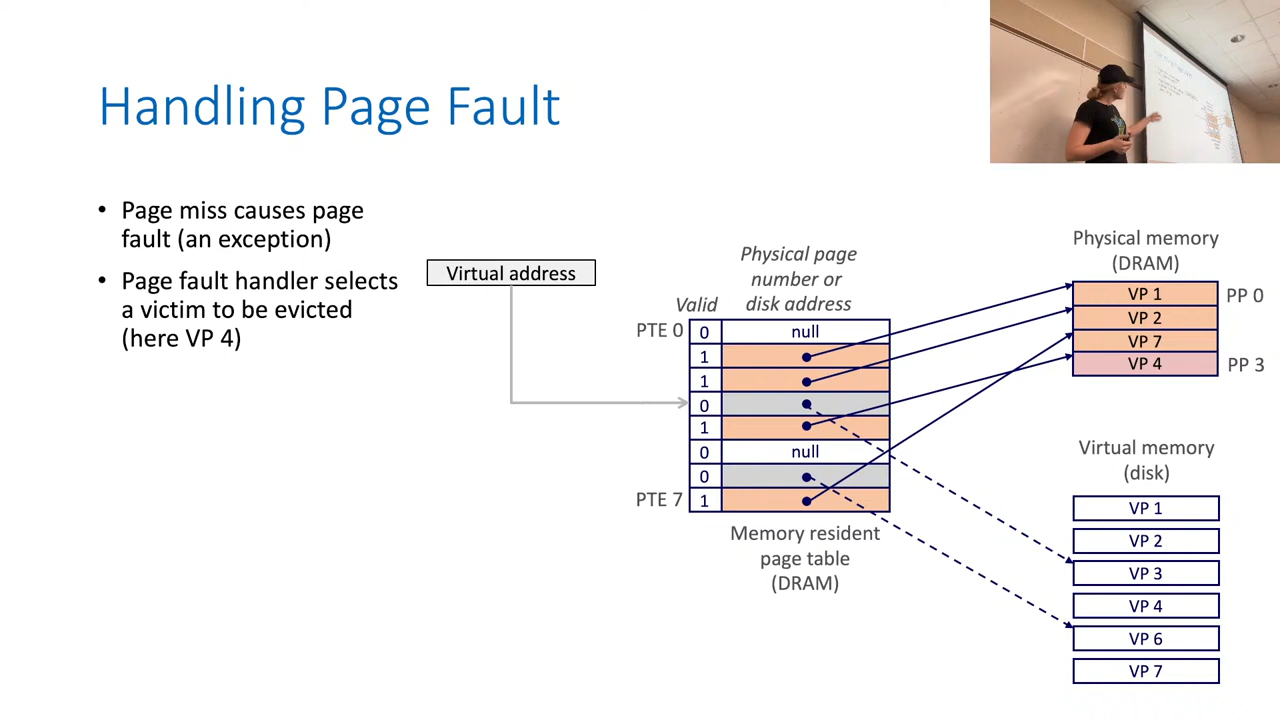 Handling Page Fault
• Page miss causes page
fault (an exception)
• Page fault handler selects
a victim to be evicted
(here VP 4)
Virtual address
Physical page
number or
disk address
Valid
PTE 0
0
null
1
1
0
1
0
null
0
PTE 7
1
Memory resident
page table
(DRAM)
Physical memory
(DRAM)
VP 1
PP 0
VP 2
VP 7
VP 4
PP 3
Virtual memory
(disk)
VP 1
VP 2
VP 3
VP 4
VP 6
VP 7